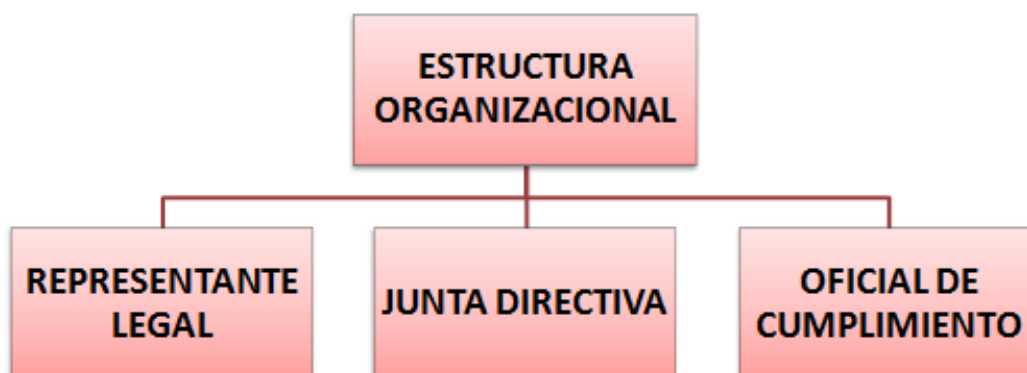 ESTRUCTURA
ORGANIZACIONAL
REPRESENTANTE
LEGAL
JUNTA DIRECTIVA
OFICIAL DE
CUMPLIMIENTO